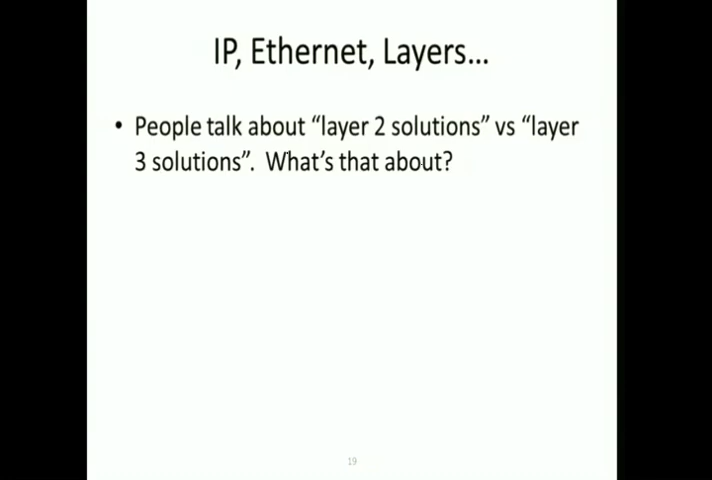 IP, Ethernet, Layers...
• People talk about “layer 2 solutions” vs “layer
3 solutions”.  What’s that about?
19